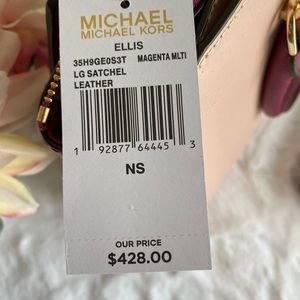 MICHAEL
MICHAEL KORS
ELLIS
35H9GE0S3T MAGENTA MLTI
LG SATCHEL
LEATHER
1 92877 64445 3
NS
OUR PRICE
$428.00